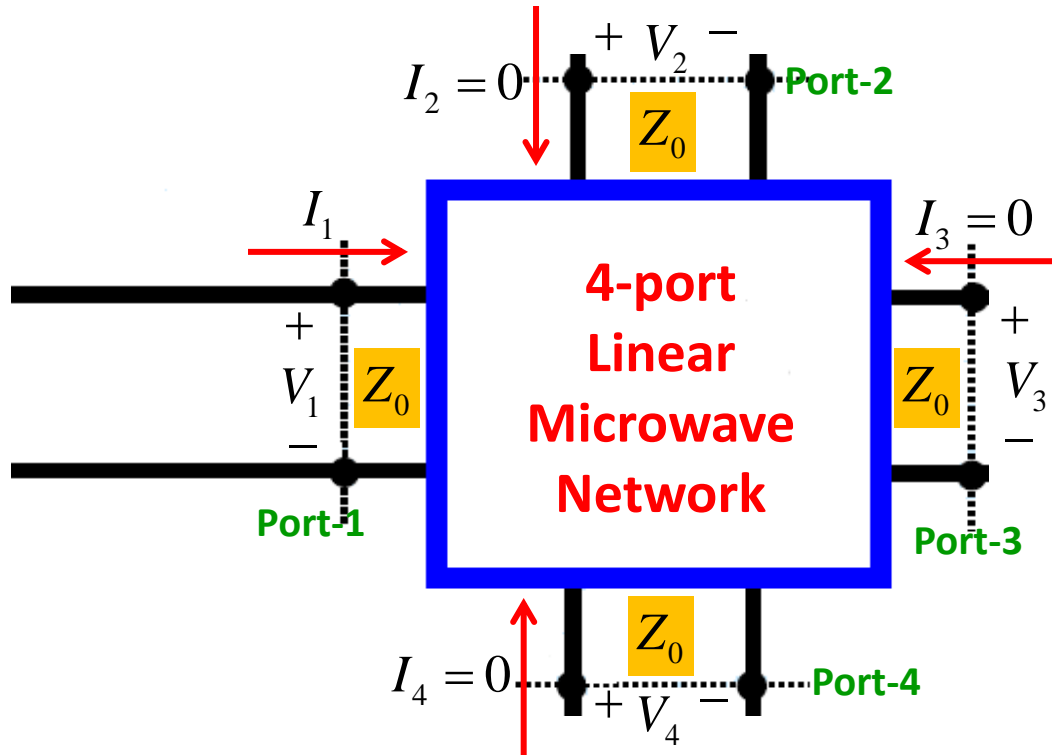 + V₂ −
I₂ = 0
Port-2
Z₀
I₁
I₃ = 0
4-port
Linear
Microwave
Network
+
V₁
−
Z₀
Z₀
+
V₃
−
Port-1
Port-3
Z₀
I₄ = 0
Port-4
+ V₄ −